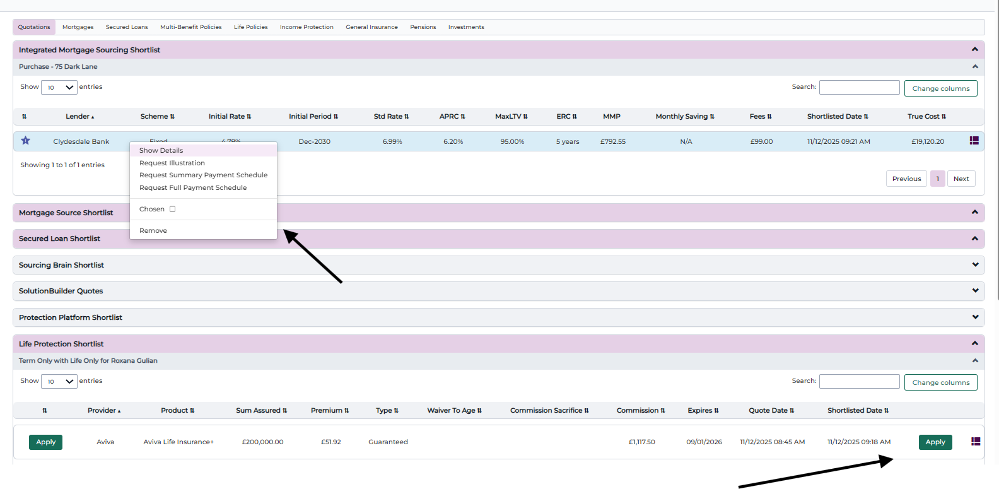 Quotations Mortgages Secured Loans Multi-Benefit Policies Life Policies Income Protection General Insurance Pensions Investments
Integrated Mortgage Sourcing Shortlist
Purchase - 75 Dark Lane
Show 10 entries Search: Change columns
Lender Scheme Initial Rate Initial Period Std Rate APRC MaxLTV ERC MMP Monthly Saving Fees Shortlisted Date True Cost
Clydesdale Bank Fixed 4.78% Dec-2030 6.99% 6.20% 95.00% 5 years £792.55 N/A £99.00 11/12/2025 09:21 AM £19,120.20
Show Details
Request Illustration
Request Summary Payment Schedule
Request Full Payment Schedule
Chosen
Remove
Showing 1 to 1 of 1 entries
Previous 1 Next
Mortgage Source Shortlist
Secured Loan Shortlist
Sourcing Brain Shortlist
SolutionBuilder Quotes
Protection Platform Shortlist
Life Protection Shortlist
Term Only with Life Only for Roxana Gulian
Show 10 entries Search: Change columns
Provider Product Sum Assured Premium Type Waiver To Age Commission Sacrifice Commission Expires Quote Date Shortlisted Date
Apply Aviva Aviva Life Insurance+ £200,000.00 £51.92 Guaranteed £1,117.50 09/01/2026 11/12/2025 08:45 AM 11/12/2025 09:18 AM Apply